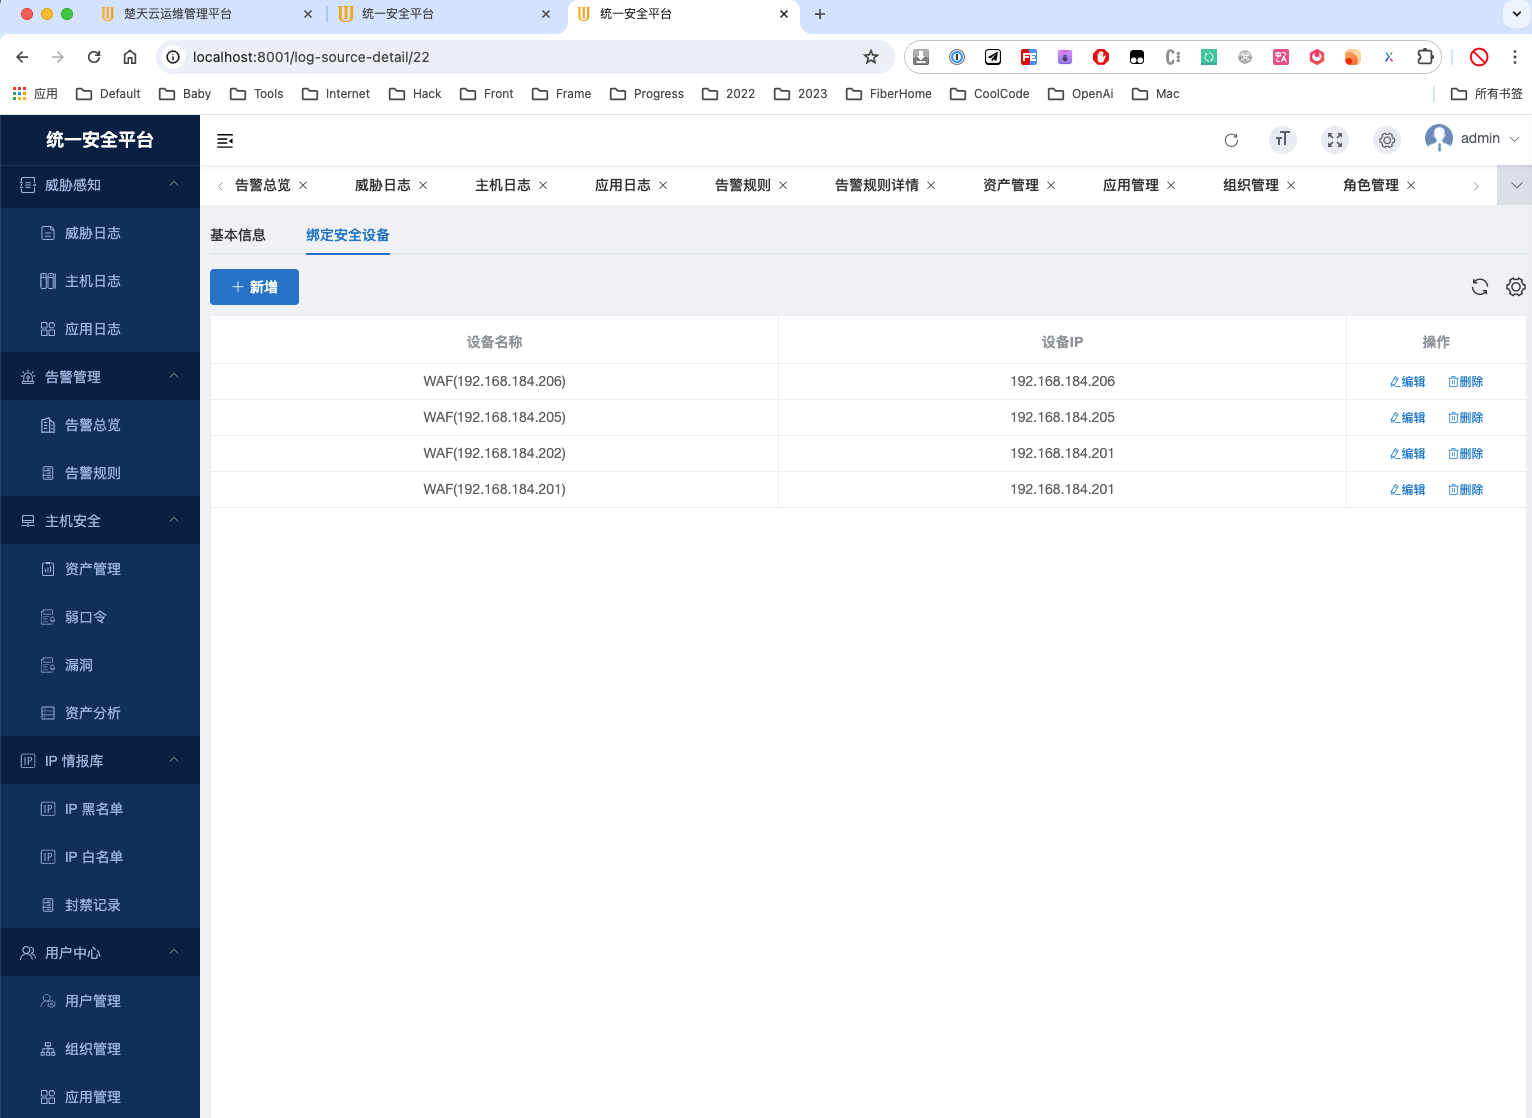 楚天云运维管理平台
统一安全平台
统一安全平台
localhost:8001/log-source-detail/22
应用
Default
Baby
Tools
Internet
Hack
Front
Frame
Progress
2022
2023
FiberHome
CoolCode
OpenAi
Mac
所有书签
统一安全平台
admin
告警总览
威胁日志
主机日志
应用日志
告警规则
告警规则详情
资产管理
应用管理
组织管理
角色管理
威胁感知
威胁日志
主机日志
应用日志
告警管理
告警总览
告警规则
主机安全
资产管理
弱口令
漏洞
资产分析
IP 情报库
IP 黑名单
IP 白名单
封禁记录
用户中心
用户管理
组织管理
应用管理
基本信息
绑定安全设备
新增
设备名称 设备IP 操作
WAF(192.168.184.206) 192.168.184.206 编辑 删除
WAF(192.168.184.205) 192.168.184.205 编辑 删除
WAF(192.168.184.202) 192.168.184.201 编辑 删除
WAF(192.168.184.201) 192.168.184.201 编辑 删除